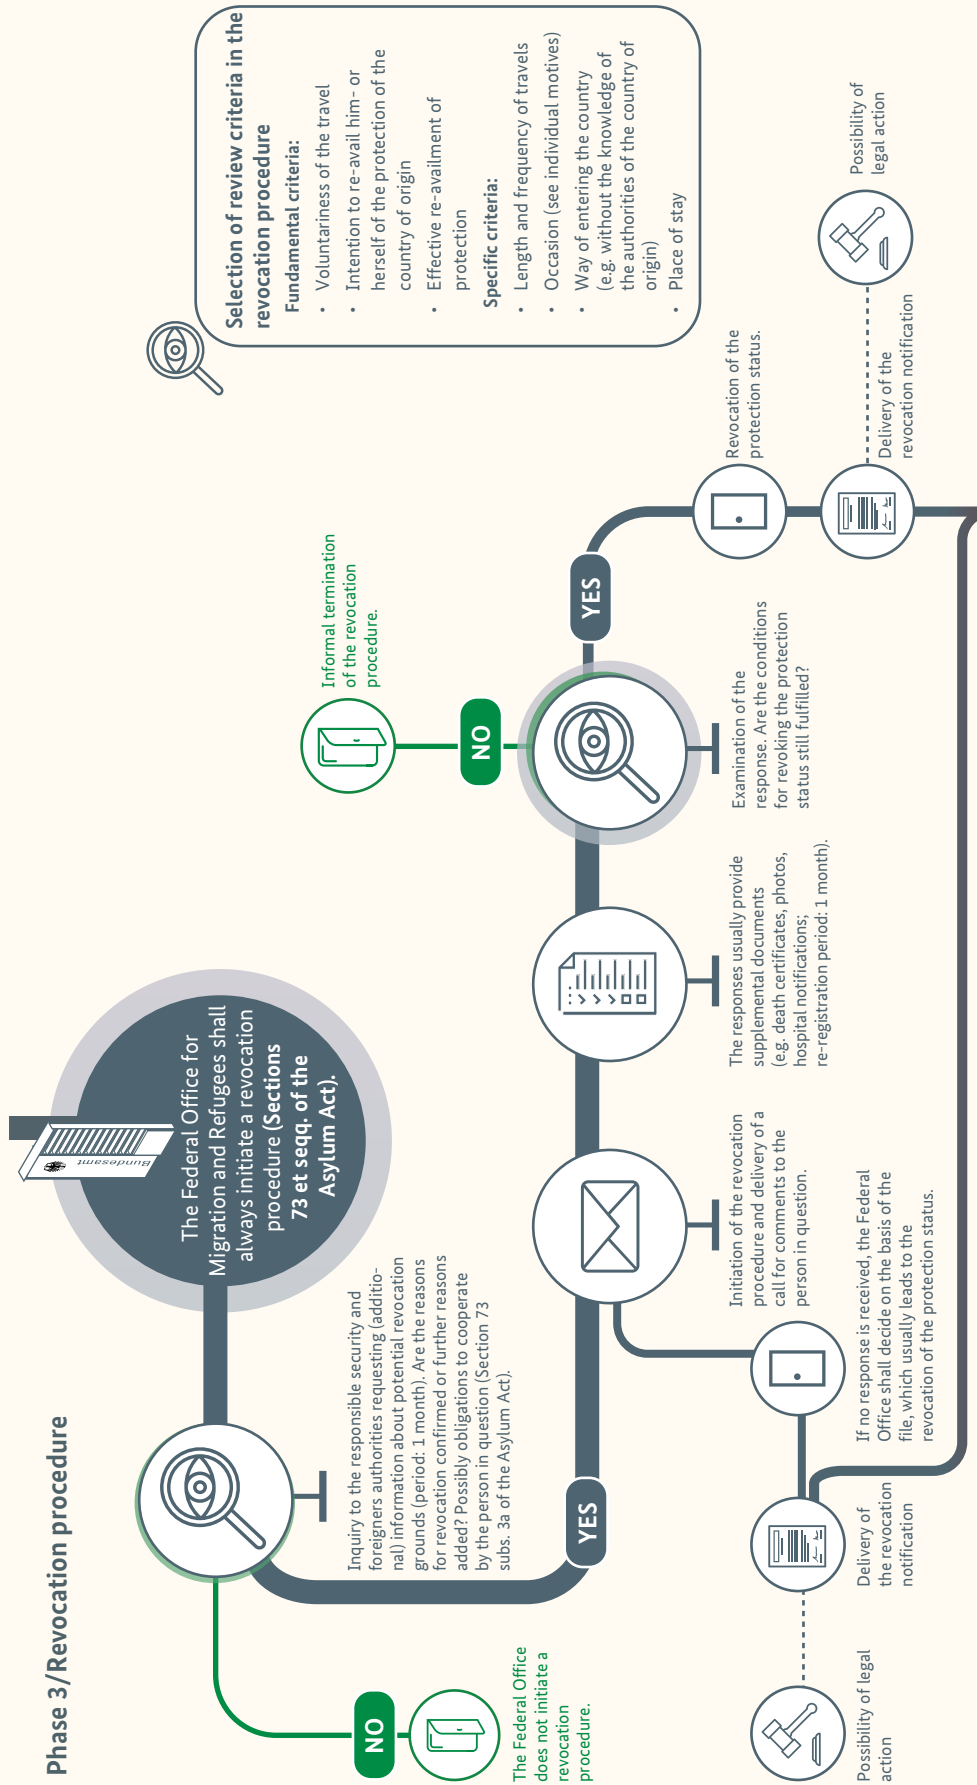 Phase 3/Revocation procedure
Bundesamt
The Federal Office for
Migration and Refugees shall
always initiate a revocation
procedure (Sections
73 et seqq. of the
Asylum Act).
Selection of review criteria in the
revocation procedure
Fundamental criteria:
• Voluntariness of the travel
• Intention to re-avail him- or
herself of the protection of the
country of origin
• Effective re-availment of
protection
Specific criteria:
• Length and frequency of travels
• Occasion (see individual motives)
• Way of entering the country
(e.g. without the knowledge of
the authorities of the country of
origin)
• Place of stay
Inquiry to the responsible security and
foreigners authorities requesting (additio-
nal) information about potential revocation
grounds (period: 1 month). Are the reasons
for revocation confirmed or further reasons
added? Possibly obligations to cooperate
by the person in question (Section 73
subs. 3a of the Asylum Act).
NO
The Federal Office
does not initiate a
revocation
procedure.
YES
Initiation of the revocation
procedure and delivery of a
call for comments to the
person in question.
The responses usually provide
supplemental documents
(e.g. death certificates, photos,
hospital notifications;
re-registration period: 1 month).
Examination of the
response. Are the conditions
for revoking the protection
status still fulfilled?
NO
Informal termination
of the revocation
procedure.
YES
Revocation of the
protection status.
Delivery of the
revocation notification
Possibility of
legal action
If no response is received, the Federal
Office shall decide on the basis of the
file, which usually leads to the
revocation of the protection status.
Delivery of
the revocation
notification
Possibility of legal
action